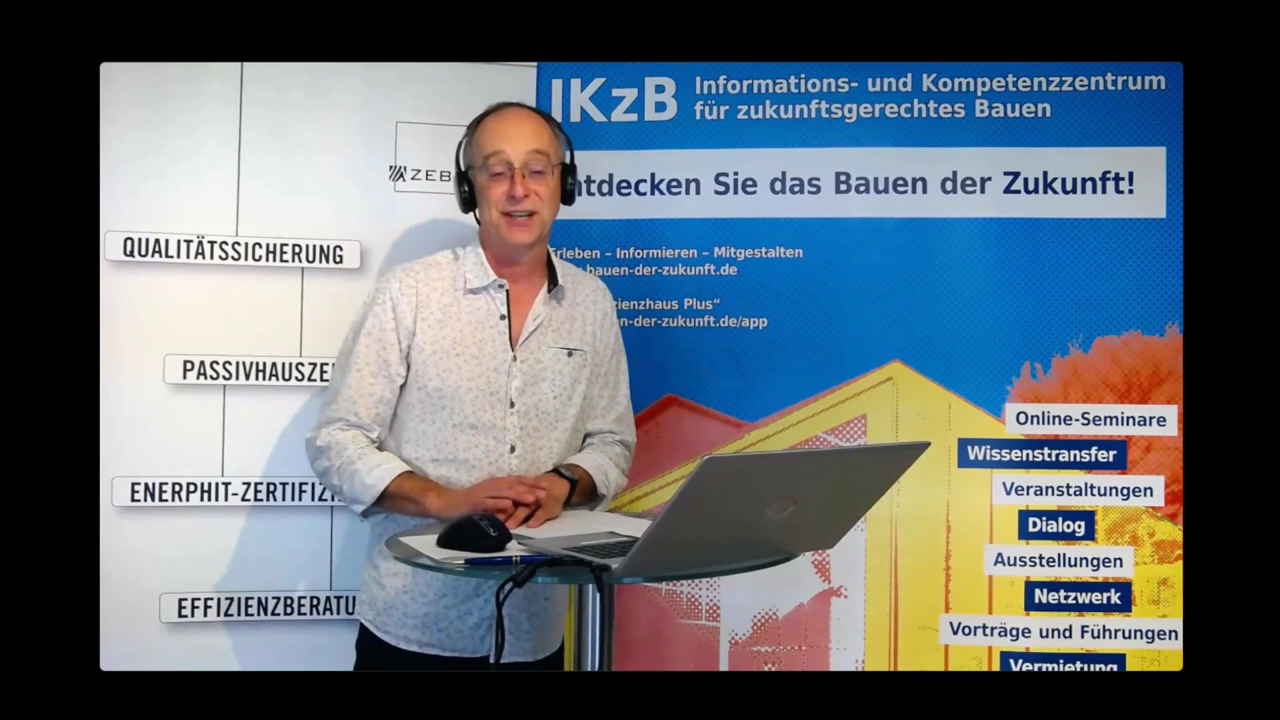 IKzB
Informations- und Kompetenzzentrum
für zukunftsgerechtes Bauen
ZEB
ntdecken Sie das Bauen der Zukunft!
QUALITÄTSSICHERUNG
Erleben – Informieren – Mitgestalten
bauen-der-zukunft.de
zienzhaus Plus“
n-der-zukunft.de/app
PASSIVHAUSZE
Online-Seminare
Wissenstransfer
ENERPHIT-ZERTIFIZI
Veranstaltungen
Dialog
Ausstellungen
EFFIZIENZBERATU
Netzwerk
Vorträge und Führungen
Vermietung